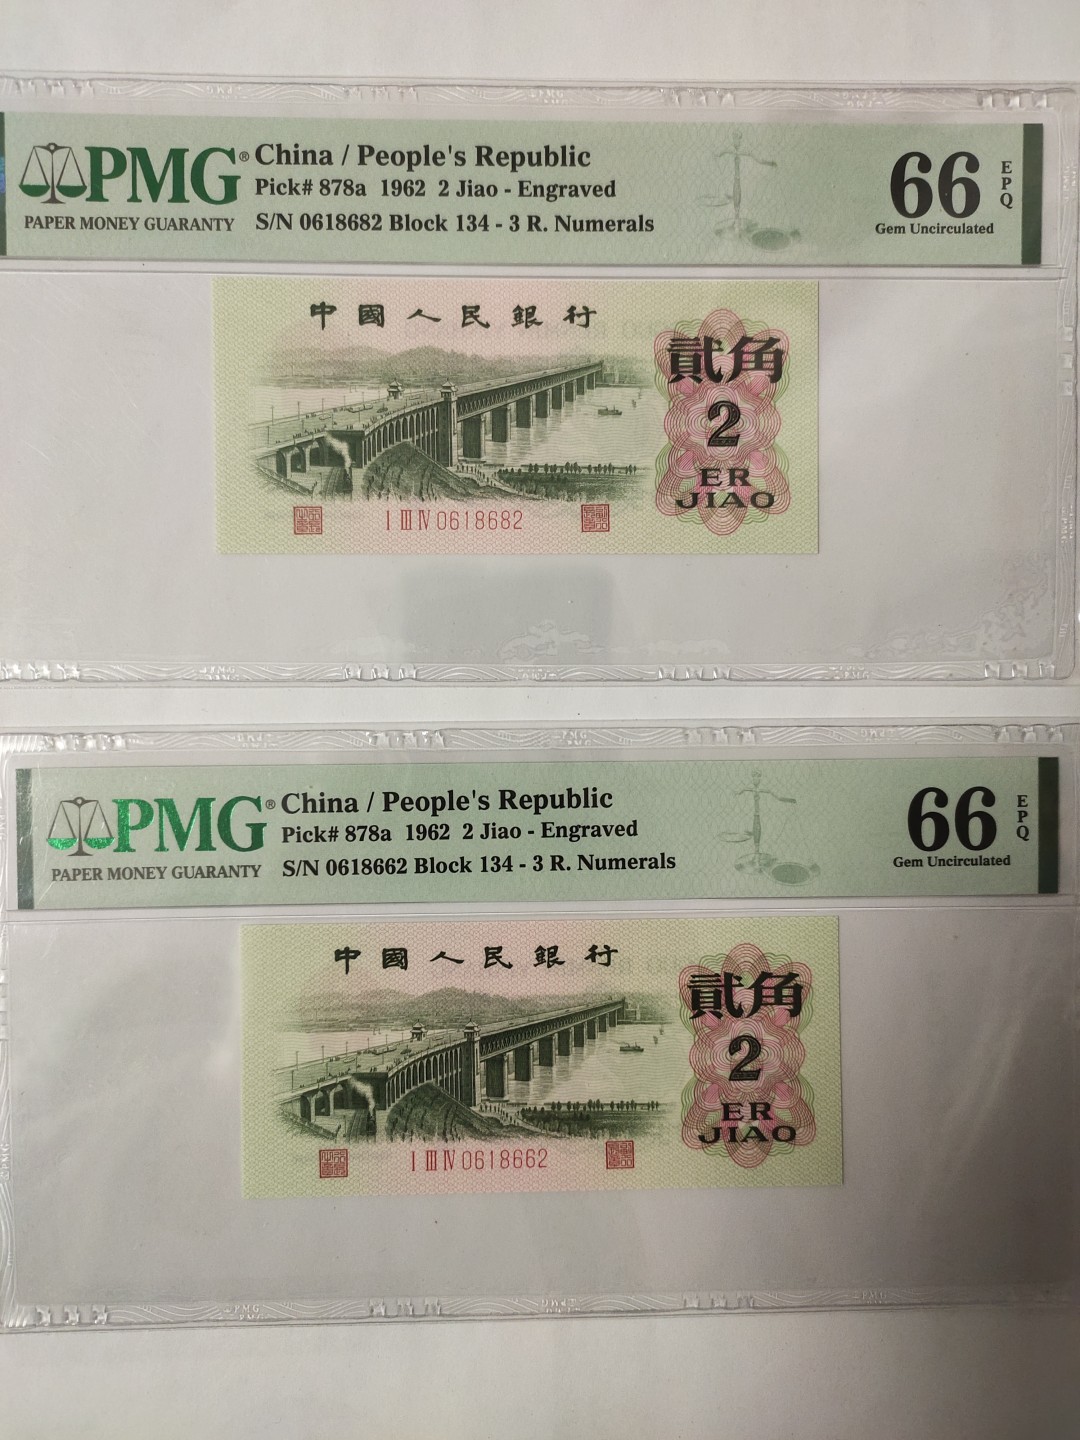 PMG®
PAPER MONEY GUARANTY
China / People's Republic
Pick# 878a 1962 2 Jiao - Engraved
S/N 0618682 Block 134 - 3 R. Numerals
66 EPQ
Gem Uncirculated
中國人民銀行
貳角
2
ER
JIAO
I III IV 0618682
PMG®
PAPER MONEY GUARANTY
China / People's Republic
Pick# 878a 1962 2 Jiao - Engraved
S/N 0618662 Block 134 - 3 R. Numerals
66 EPQ
Gem Uncirculated
中國人民銀行
貳角
2
ER
JIAO
I III IV 0618662